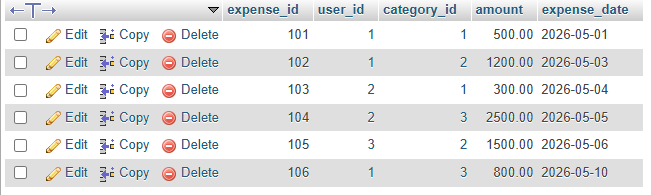 expense_id user_id category_id amount expense_date
Edit Copy Delete 101 1 1 500.00 2026-05-01
Edit Copy Delete 102 1 2 1200.00 2026-05-03
Edit Copy Delete 103 2 1 300.00 2026-05-04
Edit Copy Delete 104 2 3 2500.00 2026-05-05
Edit Copy Delete 105 3 2 1500.00 2026-05-06
Edit Copy Delete 106 1 3 800.00 2026-05-10